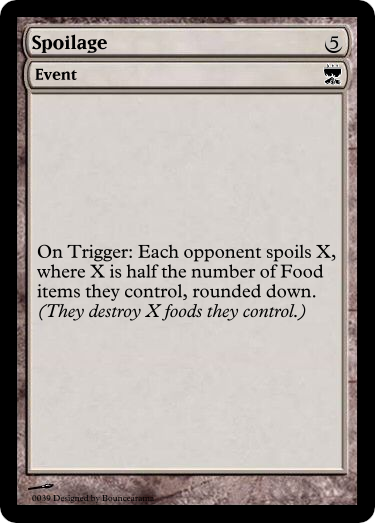 Spoilage 5
Event
On Trigger: Each opponent spoils X,
where X is half the number of Food
items they control, rounded down.
(They destroy X foods they control.)
0039 Designed by